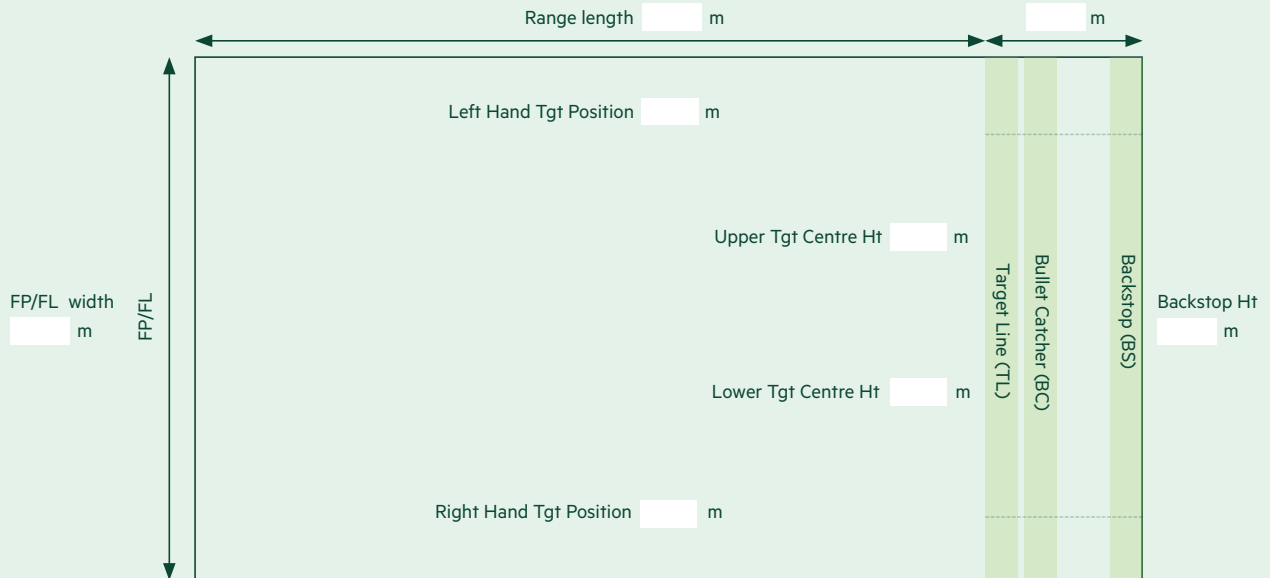 Range length m
m
Left Hand Tgt Position m
Upper Tgt Centre Ht m
FP/FL width
m
FP/FL
Target Line (TL)
Bullet Catcher (BC)
Backstop (BS)
Backstop Ht
m
Lower Tgt Centre Ht m
Right Hand Tgt Position m